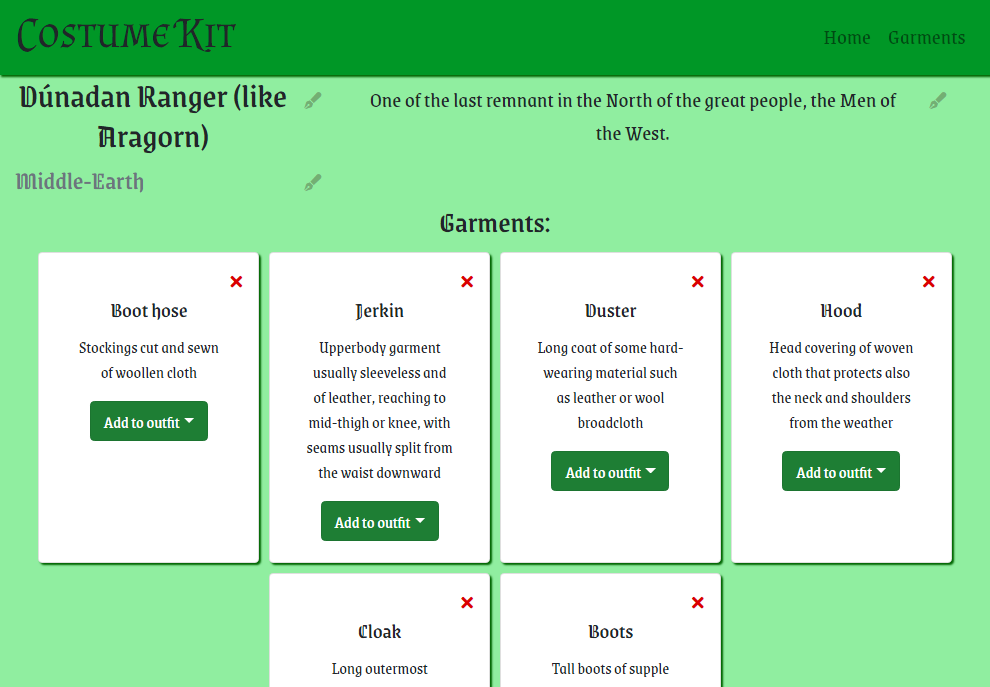 CostumeKit
Home Garments
Dúnadan Ranger (like
Aragorn)
One of the last remnant in the North of the great people, the Men of
the West.
Middle-Earth
Garments:
Boot hose
Stockings cut and sewn
of woollen cloth
Add to outfit
Jerkin
Upperbody garment
usually sleeveless and
of leather, reaching to
mid-thigh or knee, with
seams usually split from
the waist downward
Add to outfit
Duster
Long coat of some hard-
wearing material such
as leather or wool
broadcloth
Add to outfit
Hood
Head covering of woven
cloth that protects also
the neck and shoulders
from the weather
Add to outfit
Cloak
Long outermost
Boots
Tall boots of supple